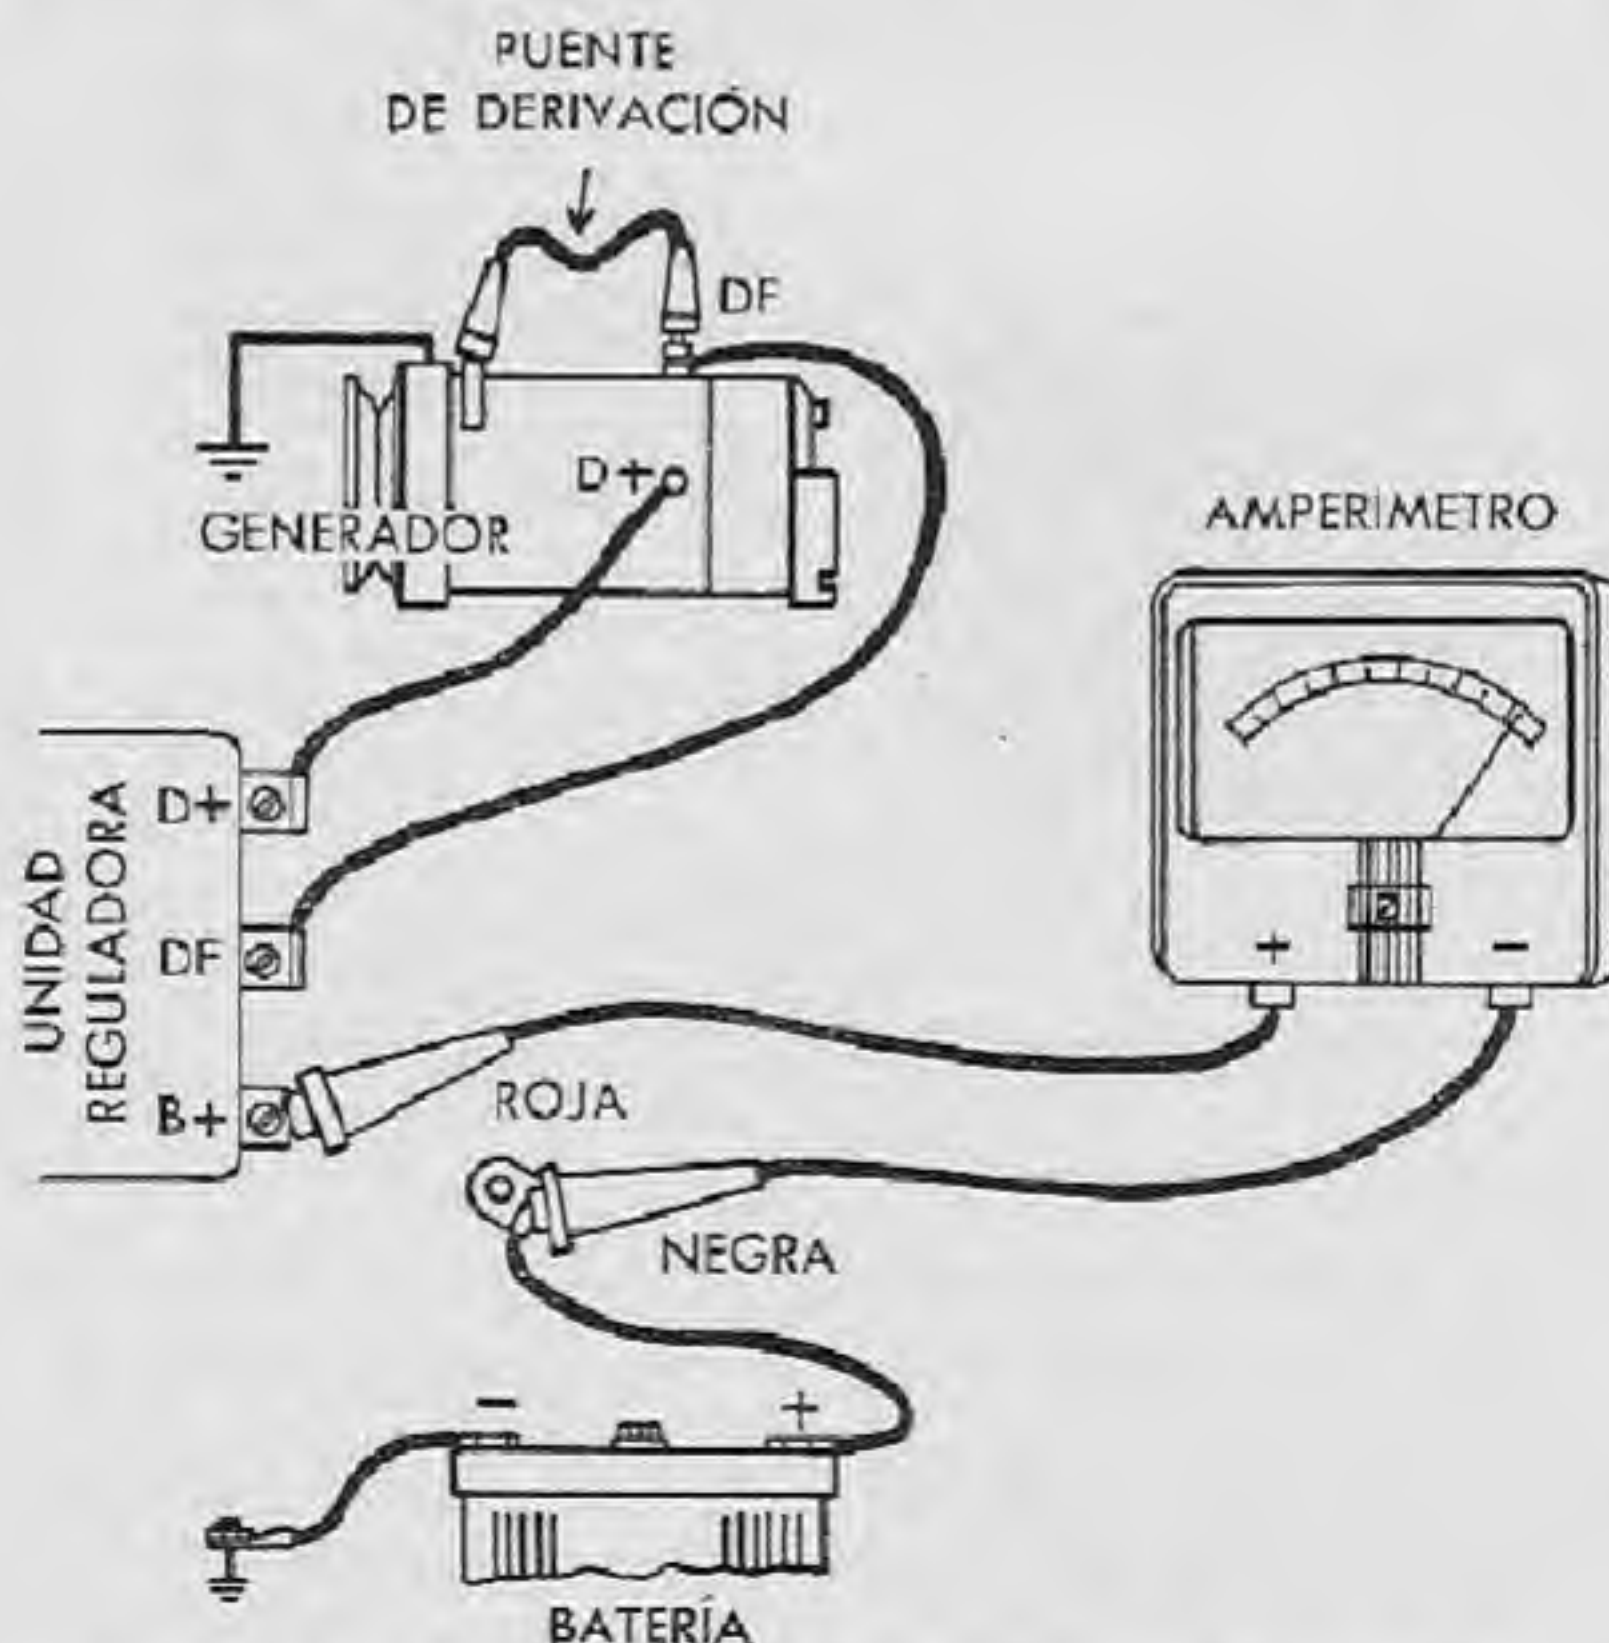 PUENTE
DE DERIVACIÓN
DF
D+
GENERADOR
AMPERIMETRO
UNIDAD
REGULADORA
D+
DF
B+
+
−
ROJA
NEGRA
−
+
BATERÍA